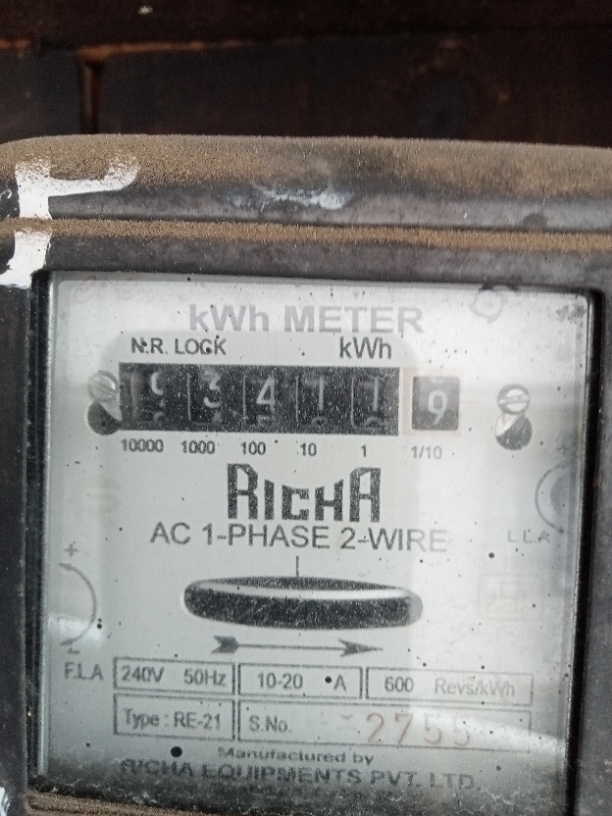 kWh METER
N.R. LOCK kWh
9 3 4 1 1 9
10000 1000 100 10 1 1/10
RICHA
AC 1-PHASE 2-WIRE
L.L.A
+
-
F.L.A 240V 50Hz 10-20 A 600 Revs/kWh
Type : RE-21 S.No. 2755
Manufactured by
RICHA EQUIPMENTS PVT. LTD.